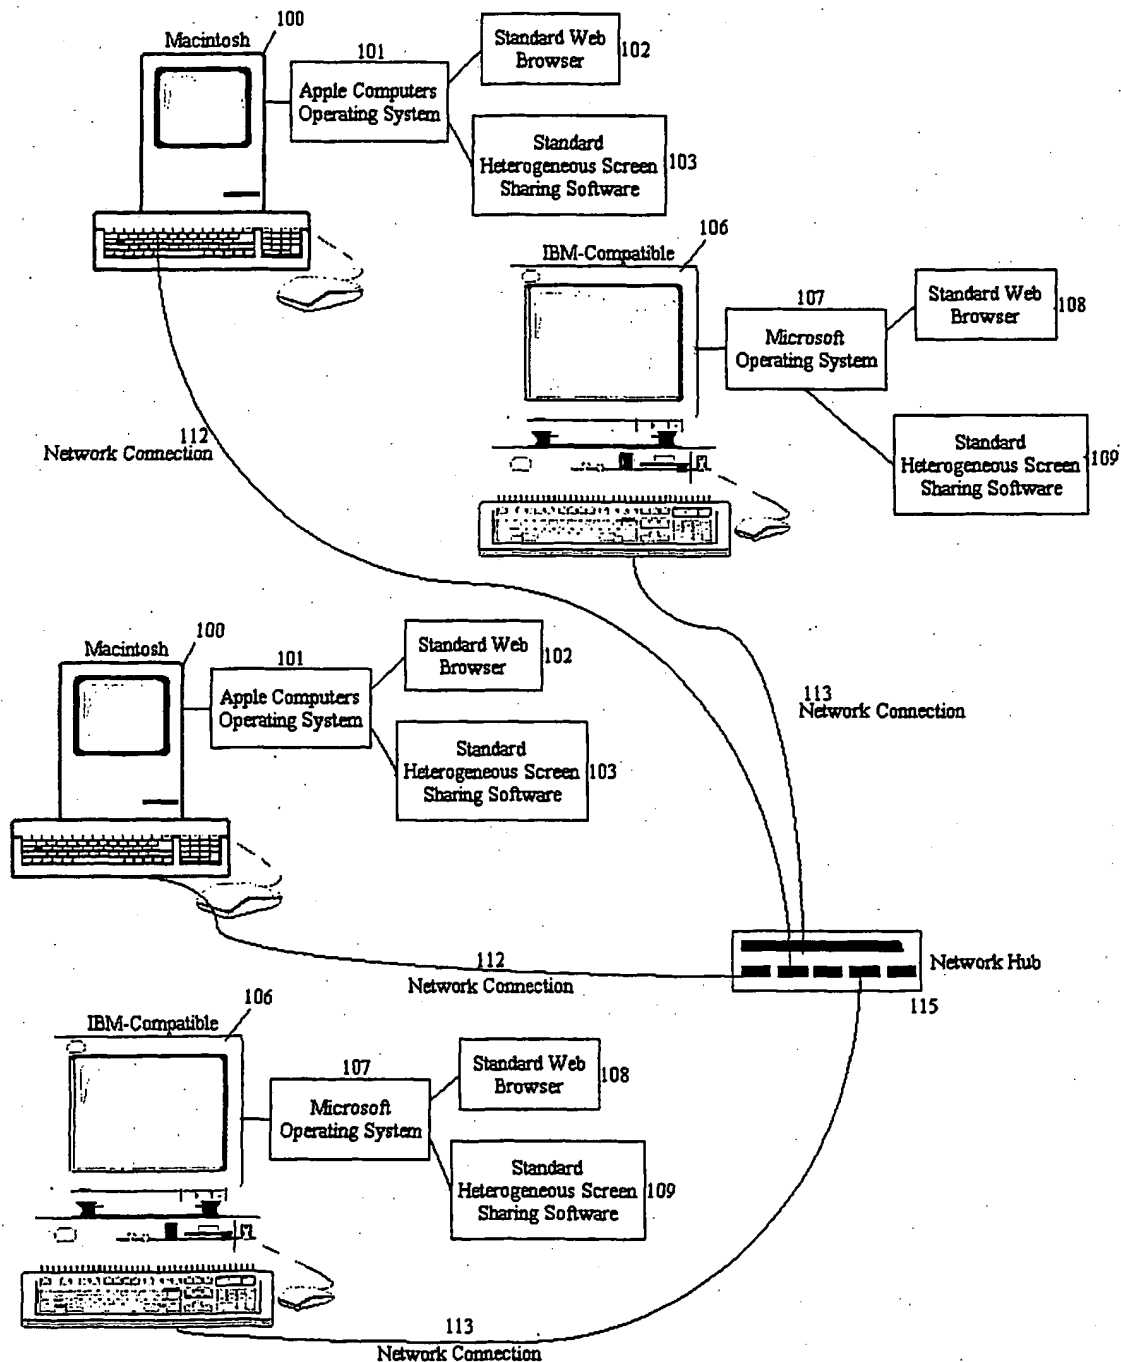 100
Macintosh
101
Apple Computers
Operating System
Standard Web
Browser
102
Standard
Heterogeneous Screen
Sharing Software
103
106
IBM-Compatible
107
Microsoft
Operating System
Standard Web
Browser
108
Standard
Heterogeneous Screen
Sharing Software
109
112
Network Connection
113
Network Connection
100
Macintosh
101
Apple Computers
Operating System
Standard Web
Browser
102
Standard
Heterogeneous Screen
Sharing Software
103
112
Network Connection
Network Hub
115
106
IBM-Compatible
107
Microsoft
Operating System
Standard Web
Browser
108
Standard
Heterogeneous Screen
Sharing Software
109
113
Network Connection